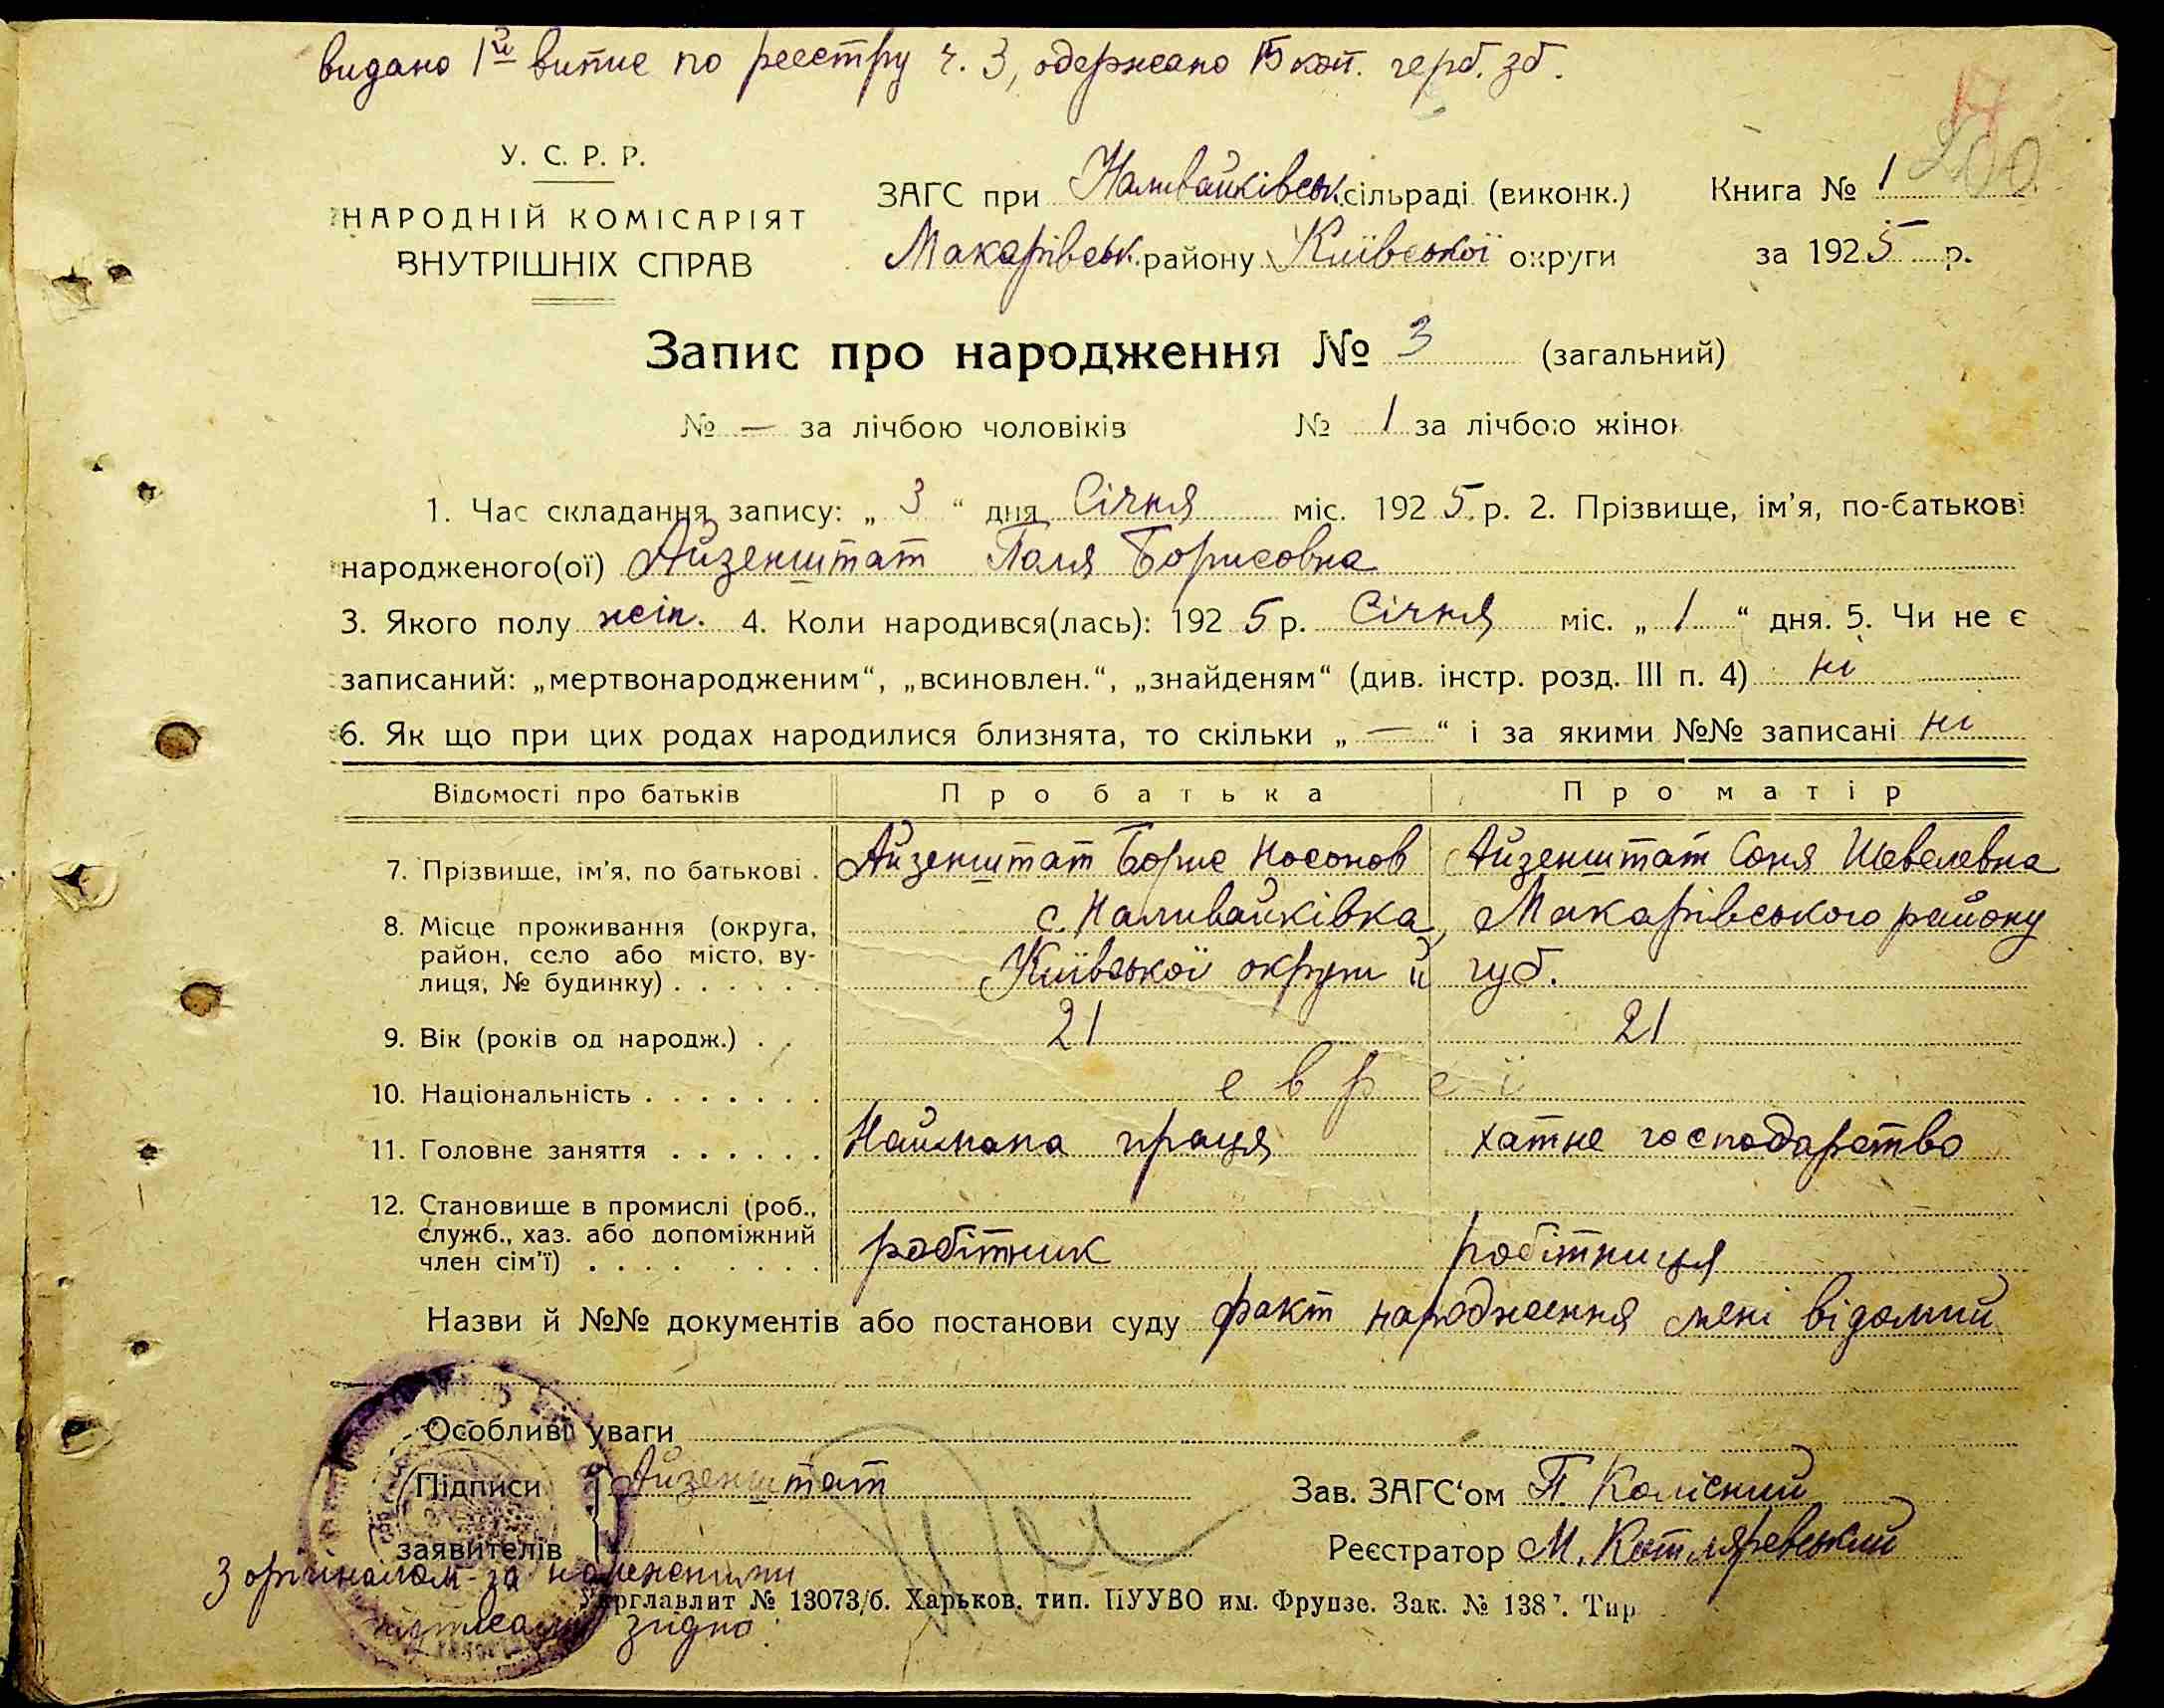 видано 1й випис по реєстру ч. 3, одержано 15 коп. герб. зб.
У. С. Р. Р.
НАРОДНІЙ КОМІСАРІЯТ
ВНУТРІШНІХ СПРАВ
ЗАГС при Наливайківськ. сільраді (виконк.)
Макарівськ. району Київської округи
Книга № 1
за 1925 р.
Запис про народження № 3 (загальний)
№ — за лічбою чоловіків № 1 за лічбою жінок
1. Час складання запису: „ 3 “ дня Січня міс. 1925 р. 2. Прізвище, ім’я, по-батькові
народженого(ої) Айзенштат Поля Борисовна
3. Якого полу жін. 4. Коли народився(лась): 1925 р. Січня міс. „ 1 “ дня. 5. Чи не є
записаний: „мертвонародженим“, „всиновлен.“, „знайденям“ (див. інстр. розд. III п. 4) ні
6. Як що при цих родах народилися близнята, то скільки „ — “ і за якими №№ записані ні
Відомості про батьків Про батька Про матір
7. Прізвище, ім’я, по батькові . Айзенштат Борис Носонов Айзенштат Соня Шевелевна
8. Місце проживання (округа, с. Наливайківка, Макарівського району
район, село або місто, ву- Київської округи й губ.
лиця, № будинку) . . . . . .
9. Вік (років од народж.) . . 21 21
10. Національність . . . . . . . евреї
11. Головне заняття . . . . . . Наймана праця хатне господарство
12. Становище в промислі (роб.,
служб., хаз. або допоміжний робітник робітниця
член сім’ї) . . . . . . . .
Назви й №№ документів або постанови суду факт народження мені відомий
Особливі уваги
Підписи Айзенштат
заявителів
Зав. ЗАГС‘ом П. Колісний
Реєстратор М. Котляревський
З орігіналом за належними
підписами згідно:
Укрглавлит № 13073/б. Харьков, тип. ПУУВО им. Фрунзе. Зак. № 138